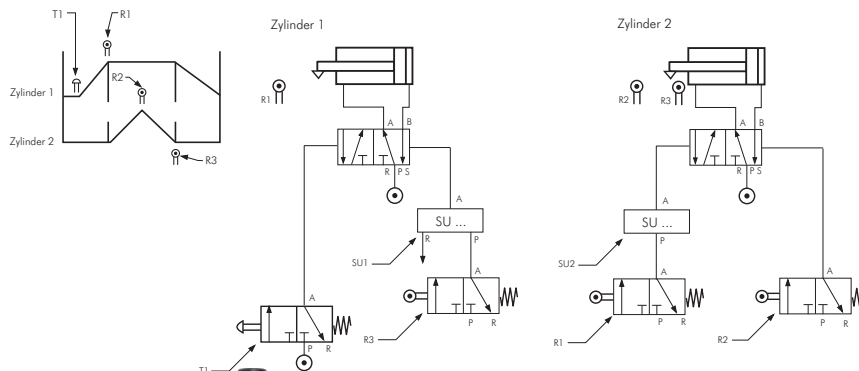 T1
R1
R2
Zylinder 1
Zylinder 2
R3
Zylinder 1
R1
A
B
R
P S
A
SU ...
R
P
SU1
A
P
R
R3
A
P
R
T1
Zylinder 2
R2
R3
A
B
R
P S
A
SU ...
P
SU2
A
P
R
R1
A
P
R
R2